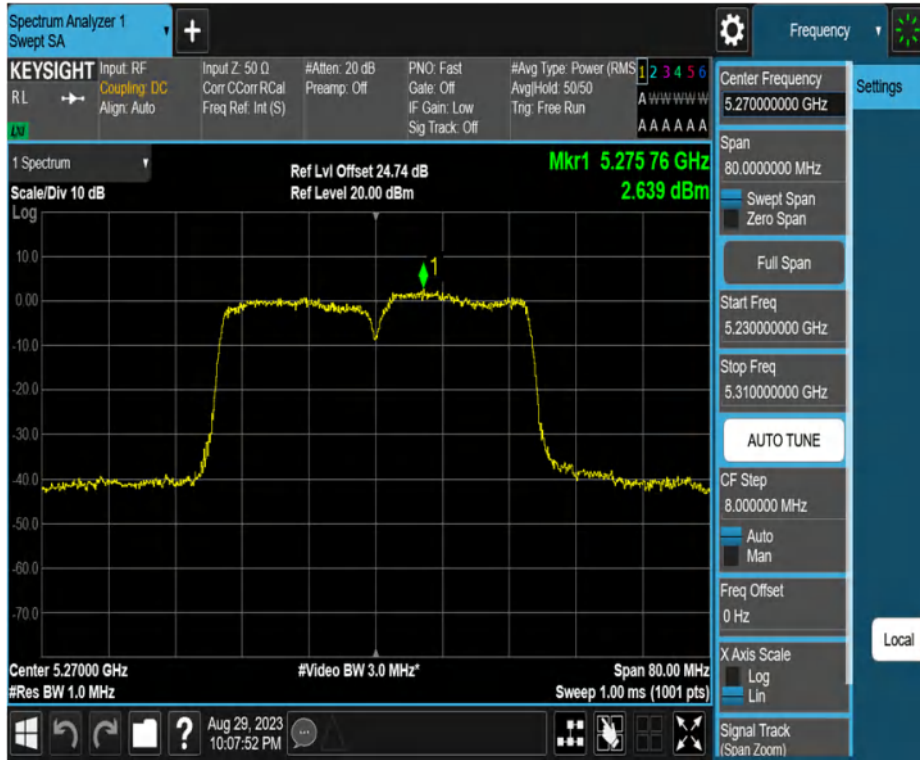 Spectrum Analyzer 1
Swept SA
Frequency
KEYSIGHT
RL
LXI
Input: RF
Coupling: DC
Align: Auto
Input Z: 50 Ω
Corr CCorr RCal
Freq Ref: Int (S)
#Atten: 20 dB
Preamp: Off
PNO: Fast
Gate: Off
IF Gain: Low
Sig Track: Off
#Avg Type: Power (RMS
Avg|Hold: 50/50
Trig: Free Run
1 2 3 4 5 6
A W W W W W
A A A A A A
Center Frequency
5.270000000 GHz
Settings
Span
80.0000000 MHz
Swept Span
Zero Span
Full Span
Start Freq
5.230000000 GHz
Stop Freq
5.310000000 GHz
AUTO TUNE
CF Step
8.000000 MHz
Auto
Man
Freq Offset
0 Hz
X Axis Scale
Log
Lin
Signal Track
(Span Zoom)
Local
1 Spectrum
Scale/Div 10 dB
Log
Ref Lvl Offset 24.74 dB
Ref Level 20.00 dBm
Mkr1 5.275 76 GHz
2.639 dBm
1
10.0
0.00
-10.0
-20.0
-30.0
-40.0
-50.0
-60.0
-70.0
Center 5.27000 GHz
#Res BW 1.0 MHz
#Video BW 3.0 MHz*
Span 80.00 MHz
Sweep 1.00 ms (1001 pts)
?
Aug 29, 2023
10:07:52 PM